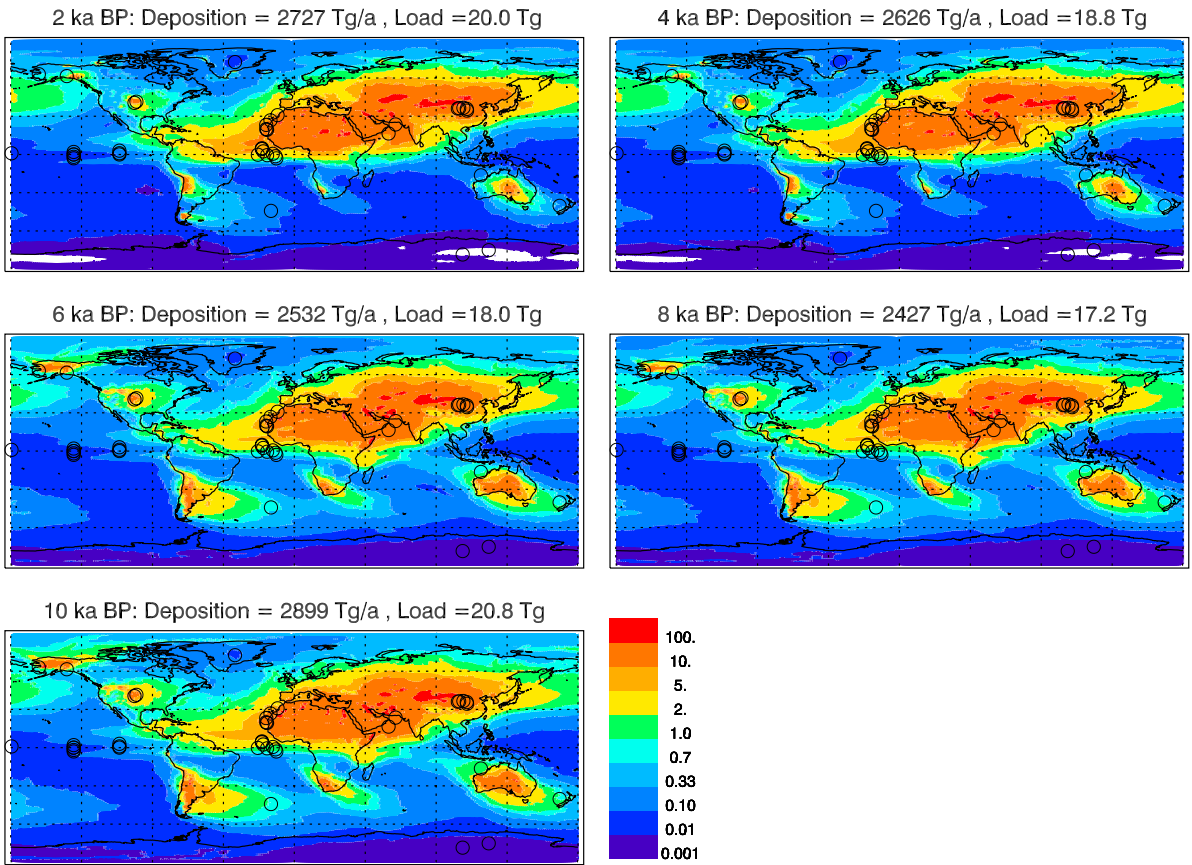 2 ka BP: Deposition = 2727 Tg/a , Load =20.0 Tg
4 ka BP: Deposition = 2626 Tg/a , Load =18.8 Tg
6 ka BP: Deposition = 2532 Tg/a , Load =18.0 Tg
8 ka BP: Deposition = 2427 Tg/a , Load =17.2 Tg
10 ka BP: Deposition = 2899 Tg/a , Load =20.8 Tg
100.
10.
5.
2.
1.0
0.7
0.33
0.10
0.01
0.001